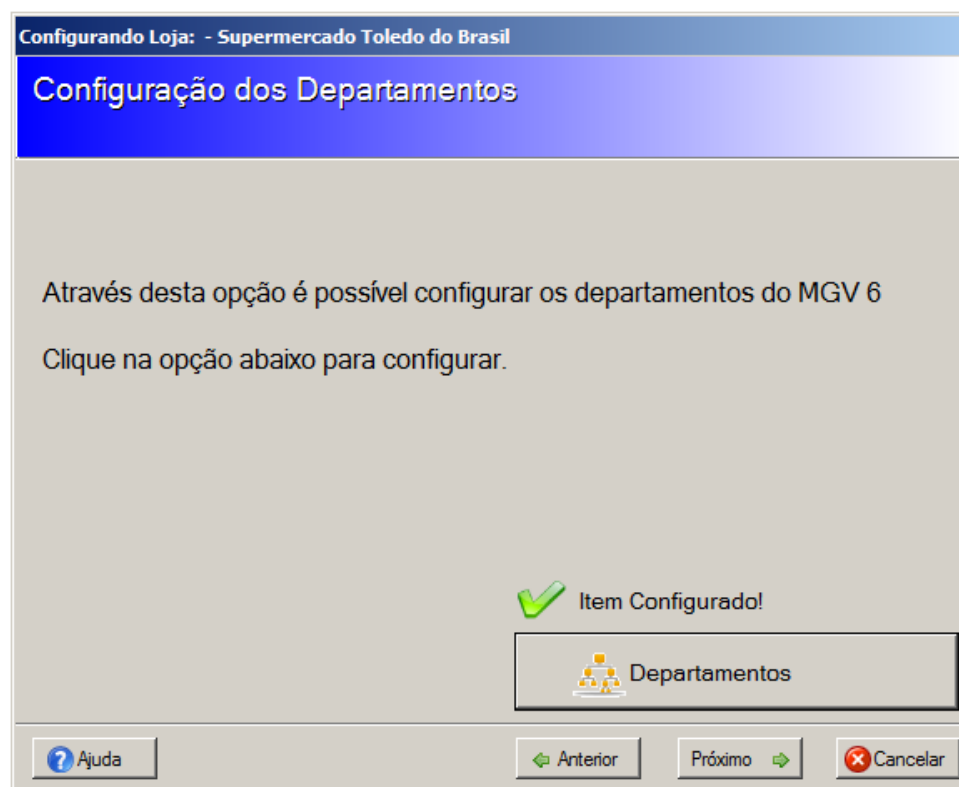 Configurando Loja: - Supermercado Toledo do Brasil
Configuração dos Departamentos
Através desta opção é possível configurar os departamentos do MGV 6
Clique na opção abaixo para configurar.
Item Configurado!
Departamentos
Ajuda
Anterior
Próximo
Cancelar